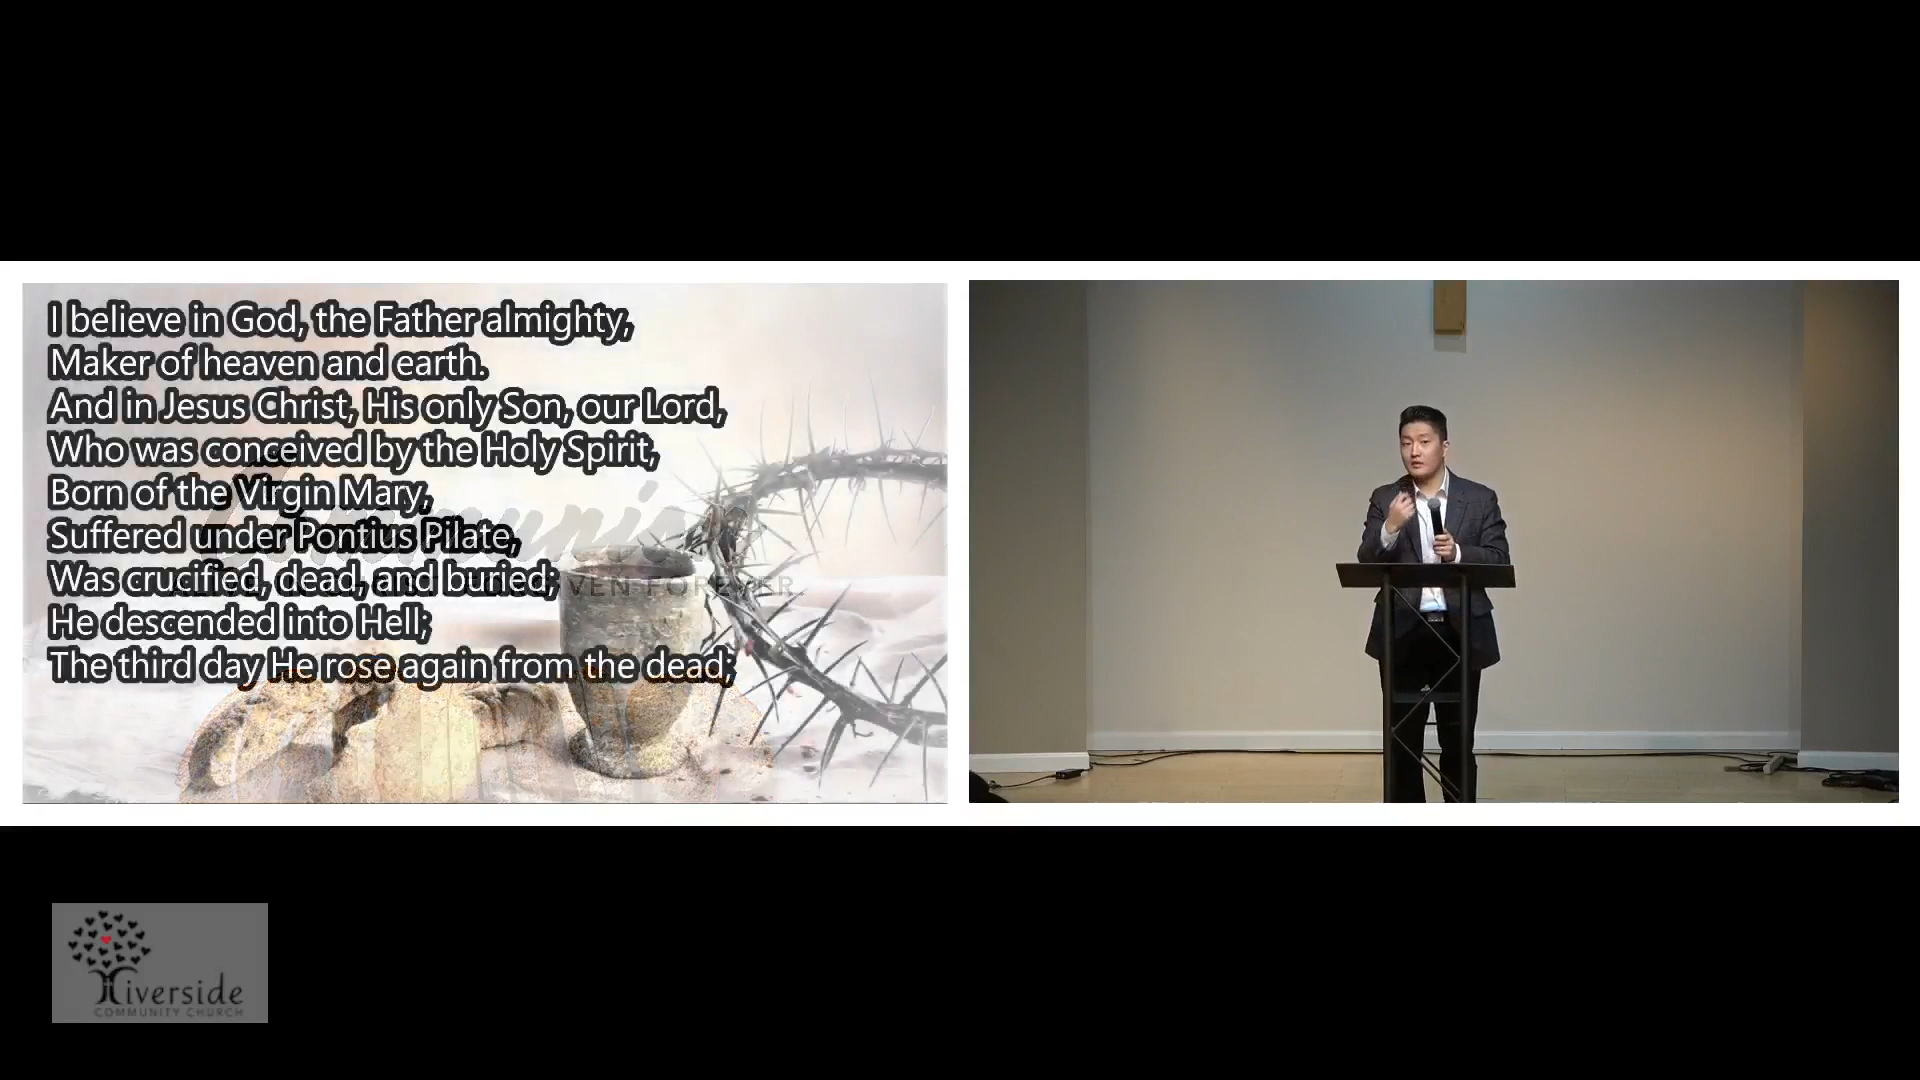 I believe in God, the Father almighty,
Maker of heaven and earth.
And in Jesus Christ, His only Son, our Lord,
Who was conceived by the Holy Spirit,
Born of the Virgin Mary,
Suffered under Pontius Pilate,
Was crucified, dead, and buried;
He descended into Hell;
The third day He rose again from the dead;
Communion
FORGIVEN FOREVER.
Riverside
COMMUNITY CHURCH